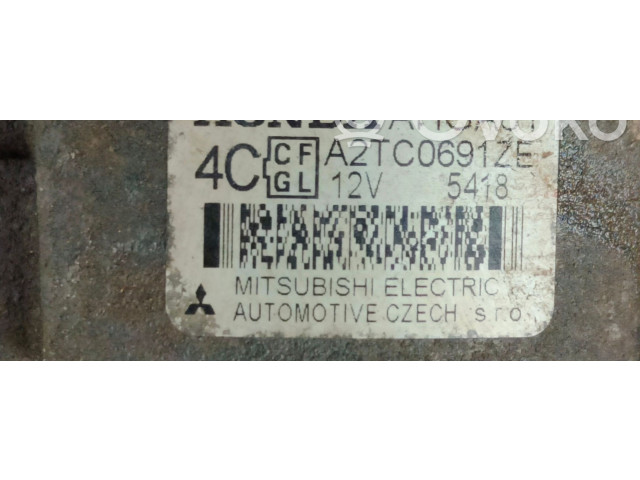 4C CF GL A2TC0691ZE
12V 5418
MITSUBISHI ELECTRIC
AUTOMOTIVE CZECH s.r.o.